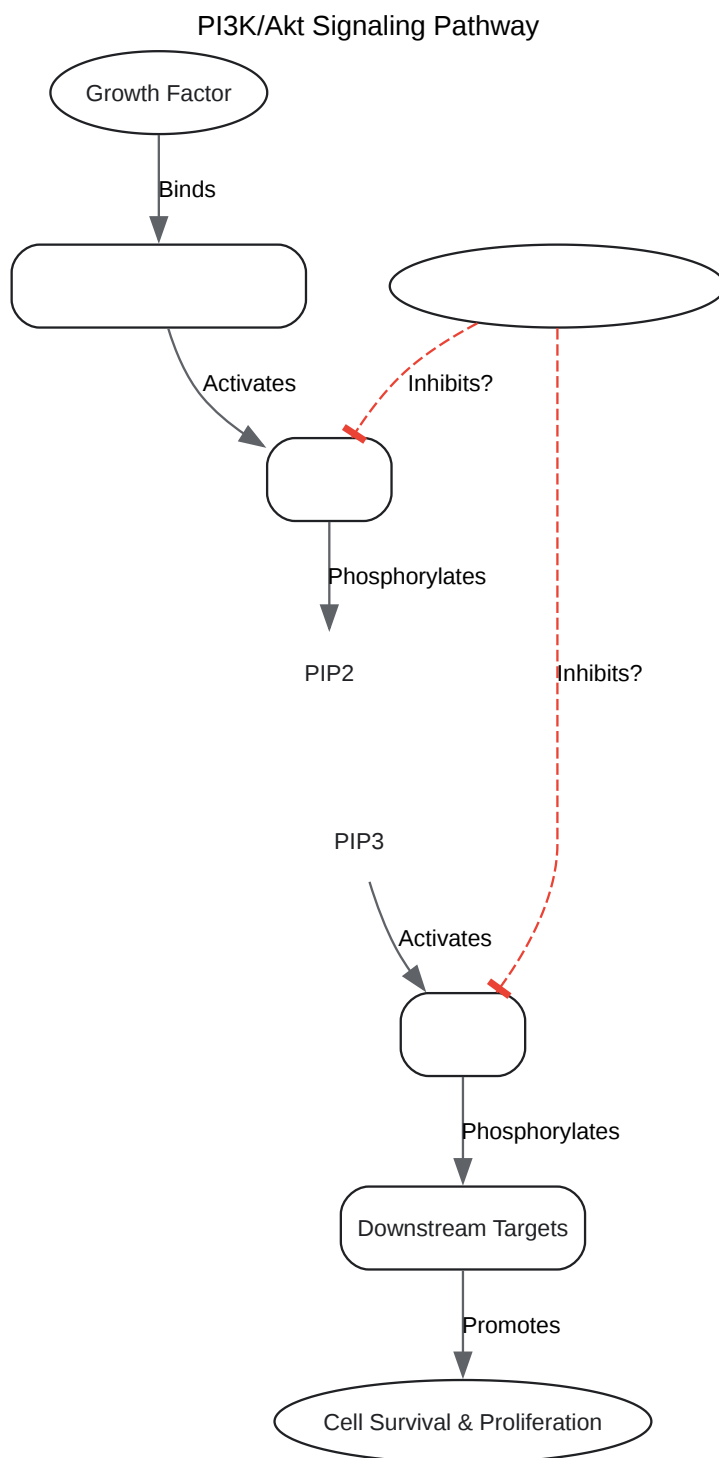 PI3K/Akt Signaling Pathway
Growth Factor
Binds
Activates
Inhibits?
Phosphorylates
PIP2
Inhibits?
PIP3
Activates
Phosphorylates
Downstream Targets
Promotes
Cell Survival & Proliferation